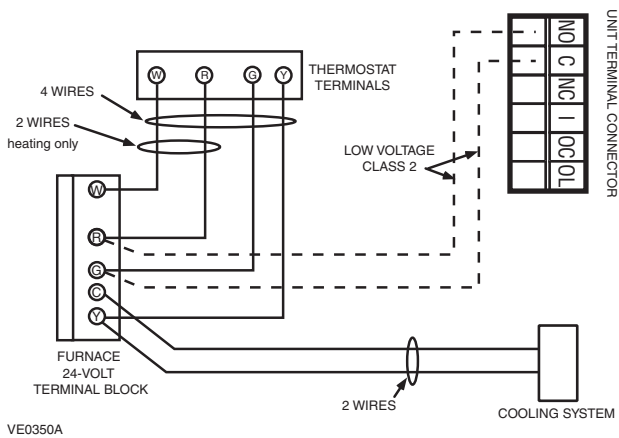 W R G Y
THERMOSTAT
TERMINALS
4 WIRES
2 WIRES
heating only
W
R
G
C
Y
FURNACE
24-VOLT
TERMINAL BLOCK
LOW VOLTAGE
CLASS 2
NO
C
NC
I
OC
OL
UNIT TERMINAL CONNECTOR
2 WIRES
COOLING SYSTEM
VE0350A